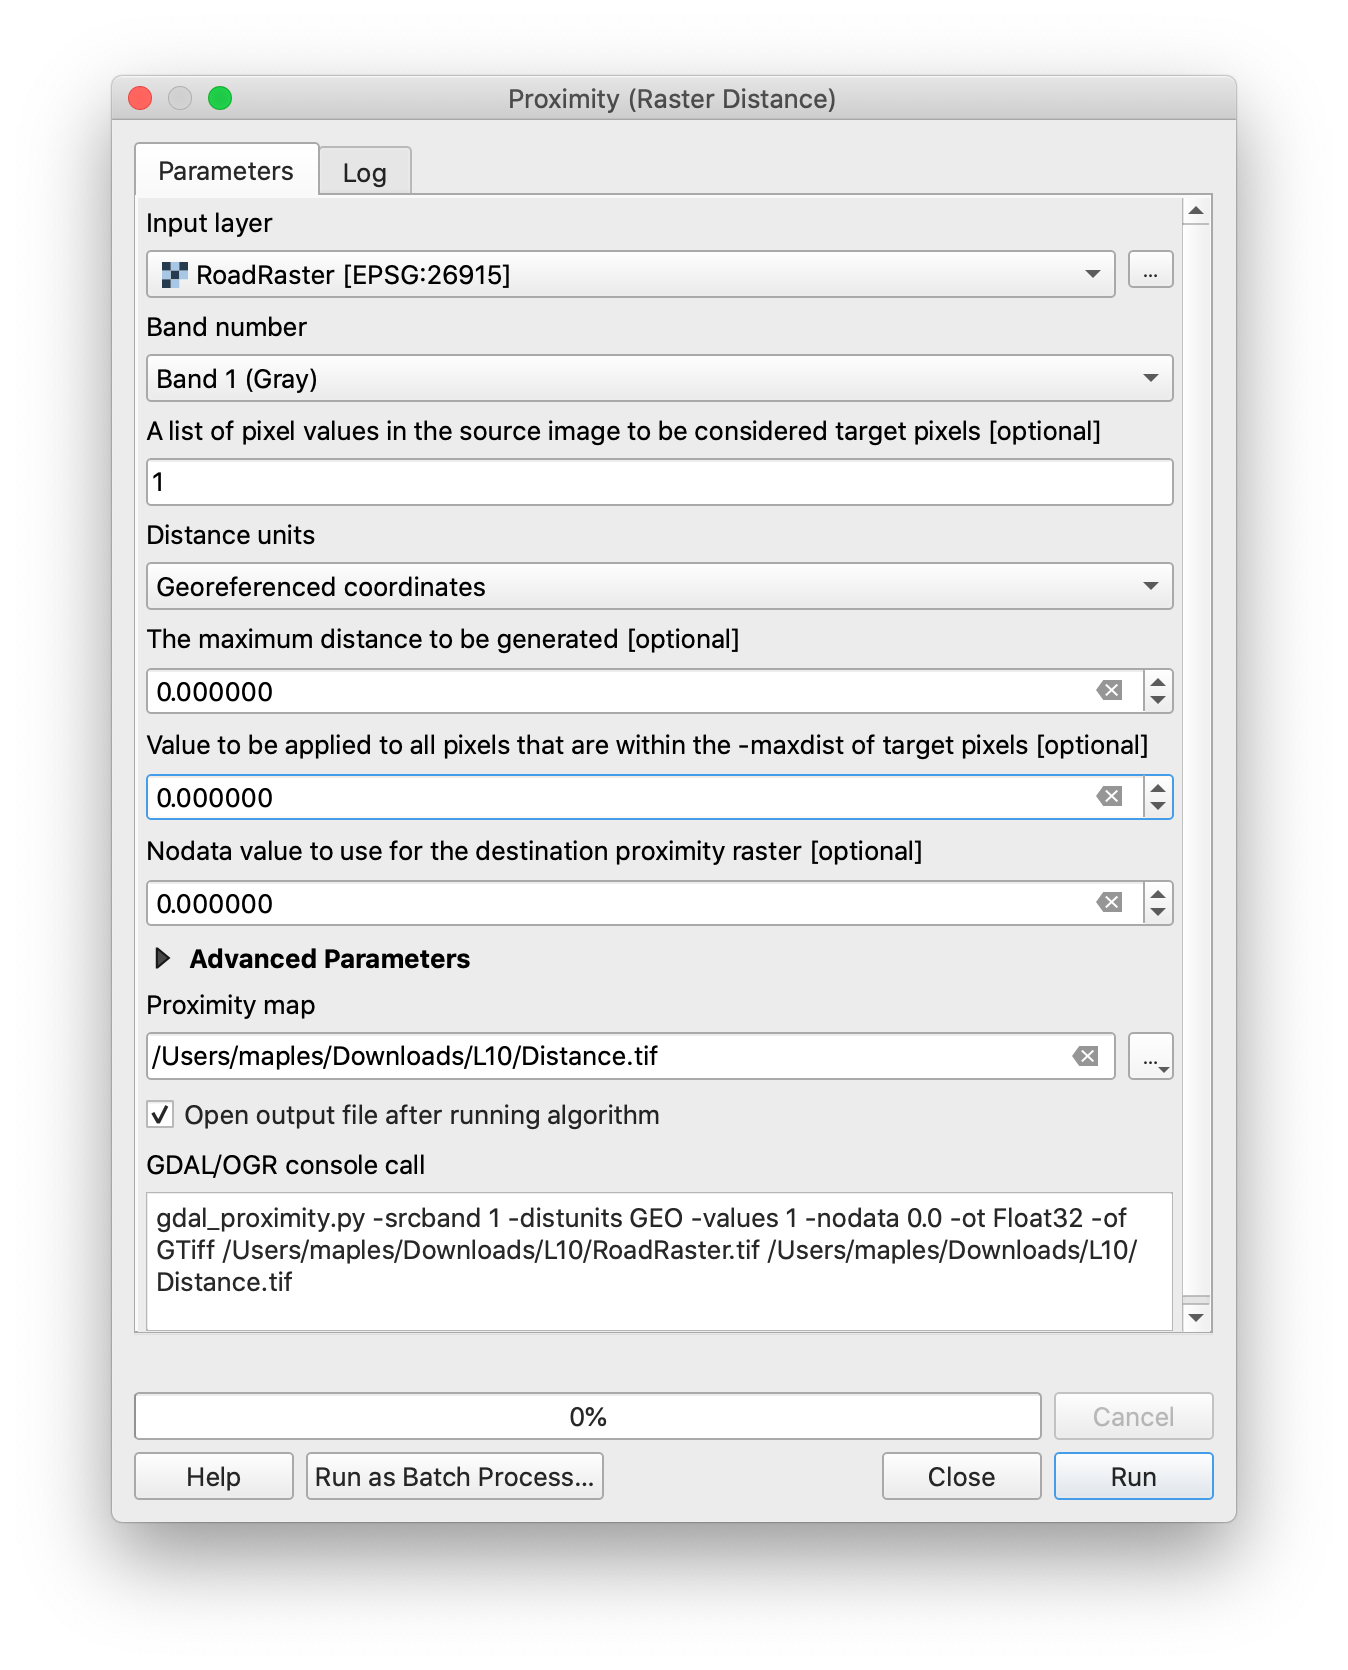 Proximity (Raster Distance)
Parameters
Log
Input layer
RoadRaster [EPSG:26915]
...
Band number
Band 1 (Gray)
A list of pixel values in the source image to be considered target pixels [optional]
1
Distance units
Georeferenced coordinates
The maximum distance to be generated [optional]
0.000000
Value to be applied to all pixels that are within the -maxdist of target pixels [optional]
0.000000
Nodata value to use for the destination proximity raster [optional]
0.000000
Advanced Parameters
Proximity map
/Users/maples/Downloads/L10/Distance.tif
...
Open output file after running algorithm
GDAL/OGR console call
gdal_proximity.py -srcband 1 -distunits GEO -values 1 -nodata 0.0 -ot Float32 -of
GTiff /Users/maples/Downloads/L10/RoadRaster.tif /Users/maples/Downloads/L10/
Distance.tif
0%
Cancel
Help
Run as Batch Process...
Close
Run